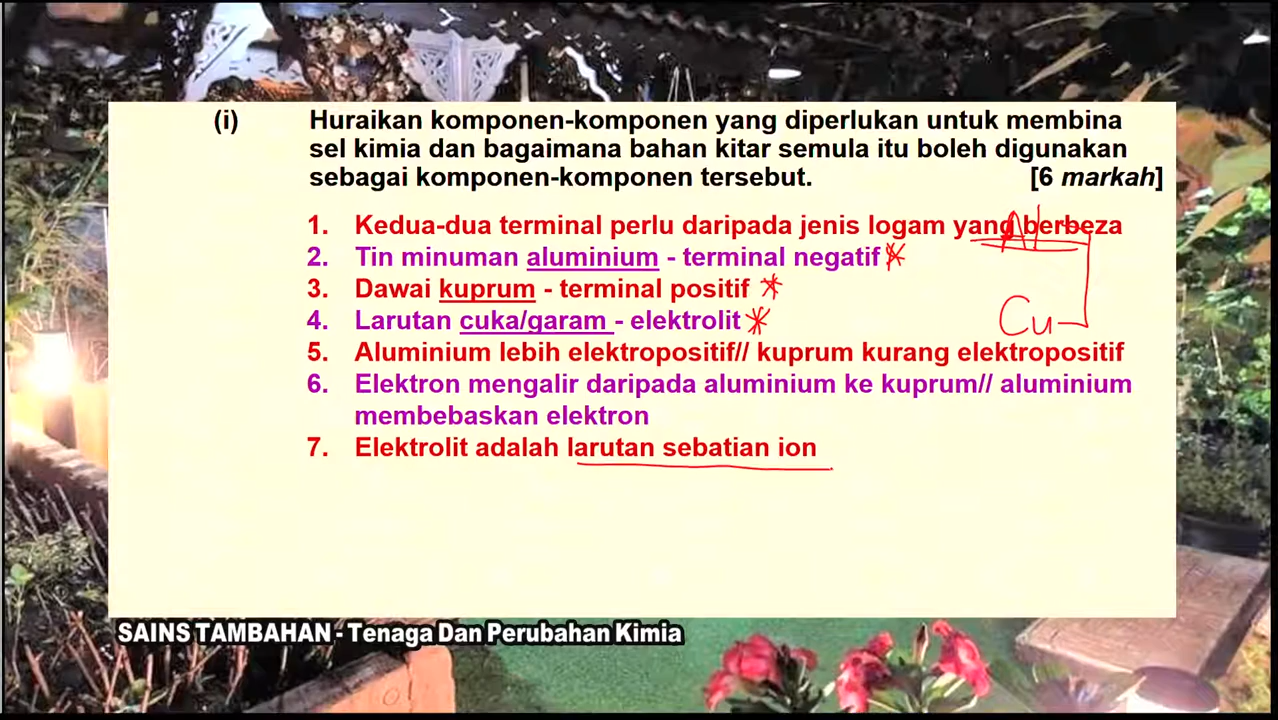 (i) Huraikan komponen-komponen yang diperlukan untuk membina
sel kimia dan bagaimana bahan kitar semula itu boleh digunakan
sebagai komponen-komponen tersebut. [6 markah]
1. Kedua-dua terminal perlu daripada jenis logam yang berbeza
2. Tin minuman aluminium - terminal negatif
3. Dawai kuprum - terminal positif
4. Larutan cuka/garam - elektrolit
5. Aluminium lebih elektropositif// kuprum kurang elektropositif
6. Elektron mengalir daripada aluminium ke kuprum// aluminium
membebaskan elektron
7. Elektrolit adalah larutan sebatian ion
Al
Cu
SAINS TAMBAHAN - Tenaga Dan Perubahan Kimia